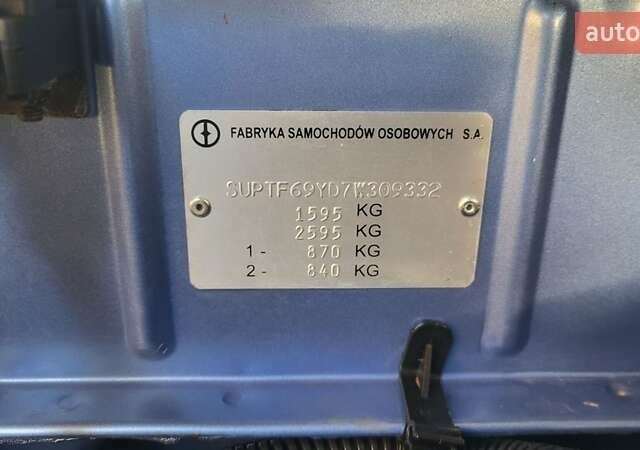 auto
FABRYKA SAMOCHODÓW OSOBOWYCH S.A.
SUPTF69YD7W309332
1595 KG
2595 KG
1 - 870 KG
2 - 840 KG